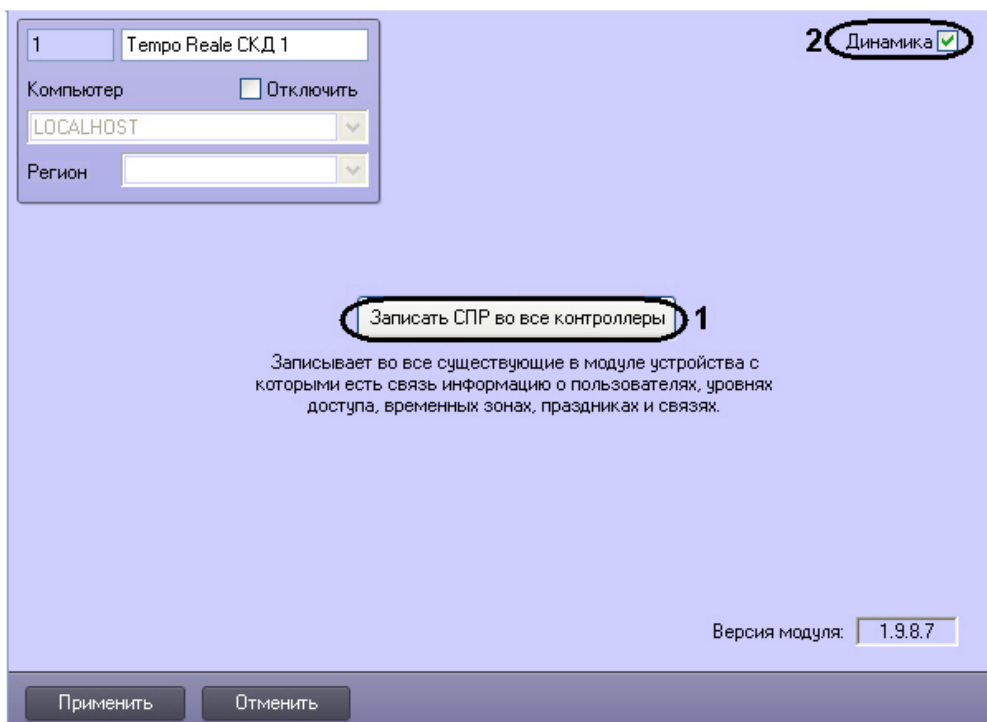 1 Tempo Reale СКД 1
2 Динамика
Компьютер Отключить
LOCALHOST
Регион
Записать СПР во все контроллеры 1
Записывает во все существующие в модуле устройства с
которыми есть связь информацию о пользователях, уровнях
доступа, временных зонах, праздниках и связях.
Версия модуля: 1.9.8.7
Применить Отменить